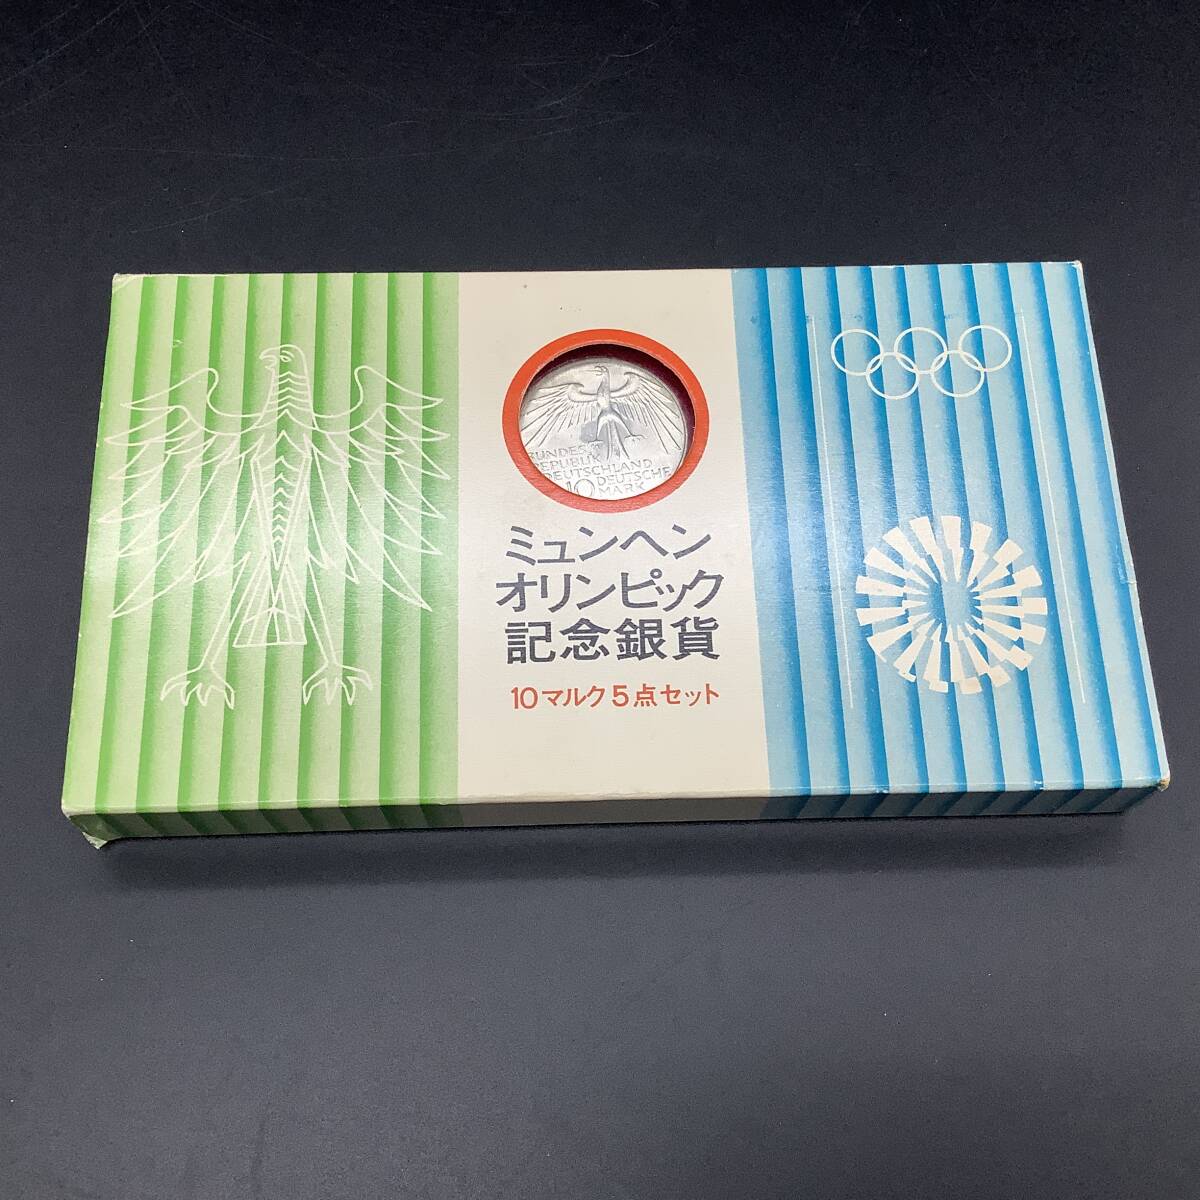 BUNDES
REPUBLIK
DEUTSCHLAND
10 DEUTSCHE
MARK
ミュンヘン
オリンピック
記念銀貨
10マルク5点セット